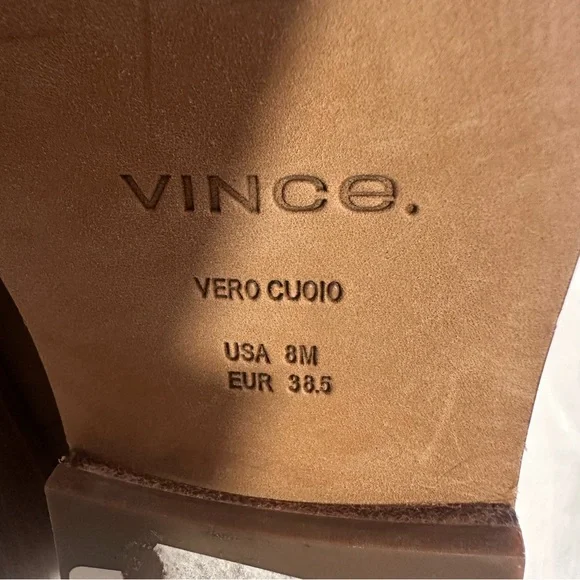 VINCe.
VERO CUOIO
USA 8M
EUR 38.5